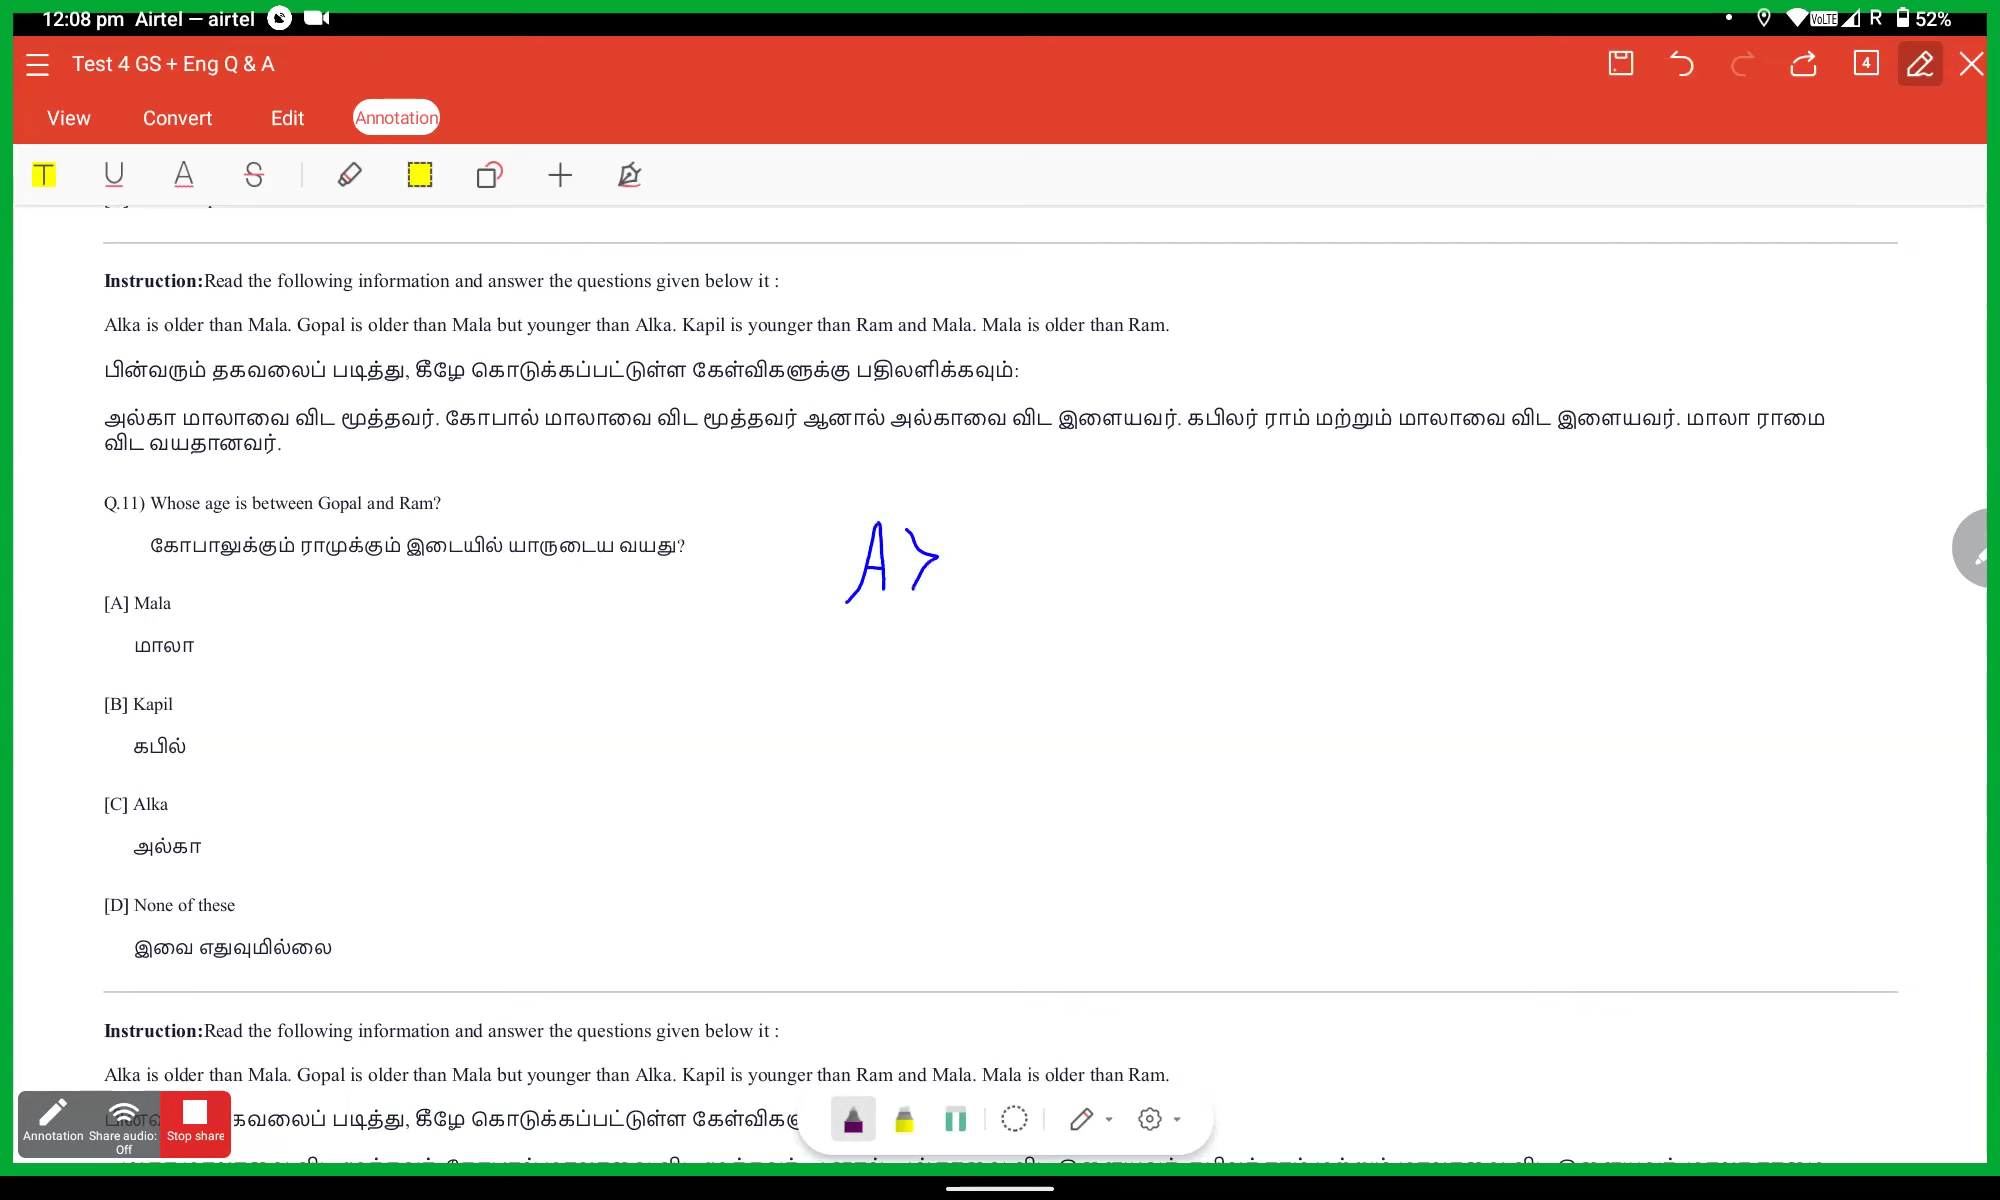 12:08 pm Airtel — airtel VoLTE R 52%
Test 4 GS + Eng Q & A 4
View Convert Edit Annotation
T U A S
Instruction:Read the following information and answer the questions given below it :
Alka is older than Mala. Gopal is older than Mala but younger than Alka. Kapil is younger than Ram and Mala. Mala is older than Ram.
பின்வரும் தகவலைப் படித்து, கீழே கொடுக்கப்பட்டுள்ள கேள்விகளுக்கு பதிலளிக்கவும்:
அல்கா மாலாவை விட மூத்தவர். கோபால் மாலாவை விட மூத்தவர் ஆனால் அல்காவை விட இளையவர். கபிலர் ராம் மற்றும் மாலாவை விட இளையவர். மாலா ராமை
விட வயதானவர்.
Q.11) Whose age is between Gopal and Ram?
கோபாலுக்கும் ராமுக்கும் இடையில் யாருடைய வயது?
A >
[A] Mala
மாலா
[B] Kapil
கபில்
[C] Alka
அல்கா
[D] None of these
இவை எதுவுமில்லை
Instruction:Read the following information and answer the questions given below it :
Alka is older than Mala. Gopal is older than Mala but younger than Alka. Kapil is younger than Ram and Mala. Mala is older than Ram.
படித்து, கீழே கொடுக்கப்பட்டுள்ள
Annotation Share audio: Off Stop share